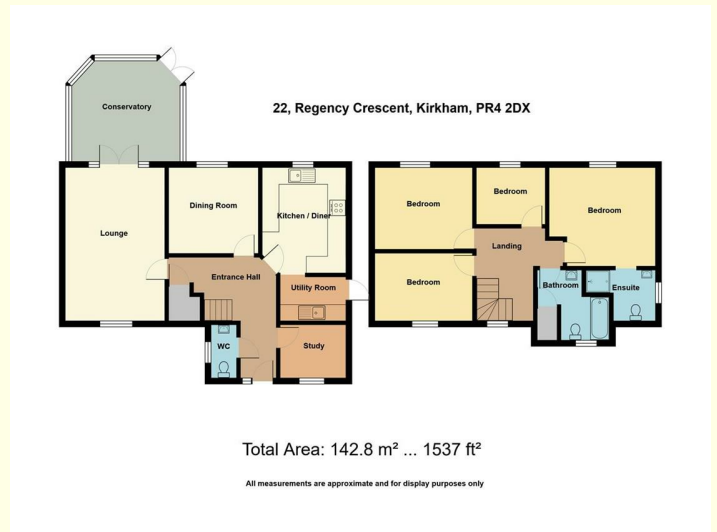 22, Regency Crescent, Kirkham, PR4 2DX
Conservatory
Lounge
Dining Room
Kitchen / Diner
Entrance Hall
Utility Room
WC
Study
Bedroom
Bedroom
Bedroom
Landing
Bedroom
Bathroom
Ensuite
Total Area: 142.8 m² ... 1537 ft²
All measurements are approximate and for display purposes only